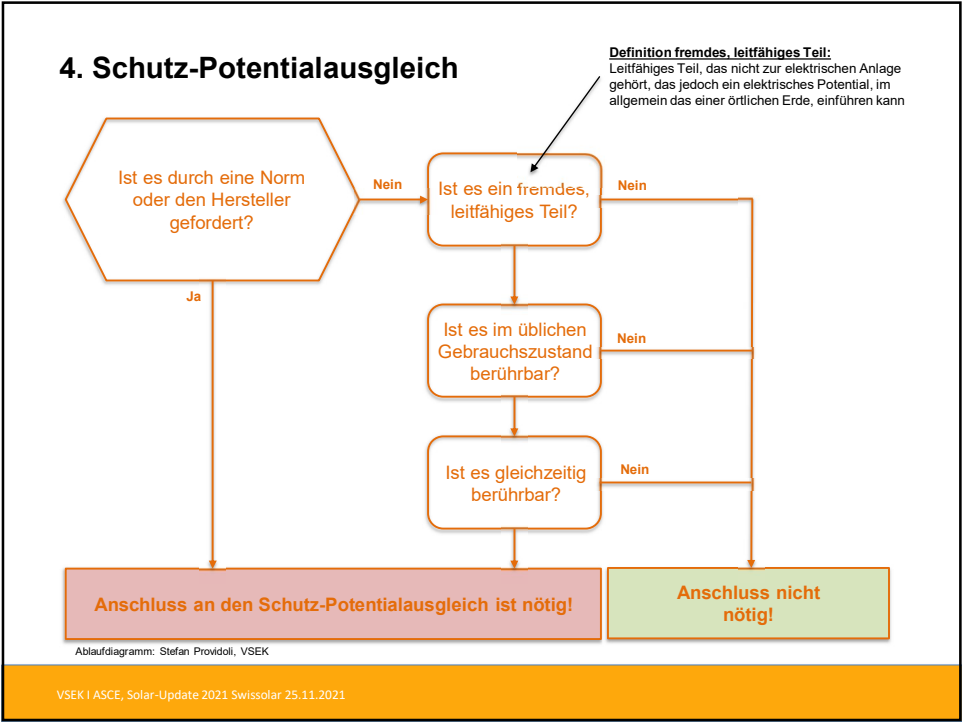 4. Schutz-Potentialausgleich
Definition fremdes, leitfähiges Teil:
Leitfähiges Teil, das nicht zur elektrischen Anlage
gehört, das jedoch ein elektrisches Potential, im
allgemein das einer örtlichen Erde, einführen kann
Ist es durch eine Norm
oder den Hersteller
gefordert?
Nein
Ist es ein fremdes,
leitfähiges Teil?
Nein
Ja
Ist es im üblichen
Gebrauchszustand
berührbar?
Nein
Ist es gleichzeitig
berührbar?
Nein
Anschluss an den Schutz-Potentialausgleich ist nötig!
Anschluss nicht
nötig!
Ablaufdiagramm: Stefan Providoli, VSEK
VSEK I ASCE, Solar-Update 2021 Swissolar 25.11.2021